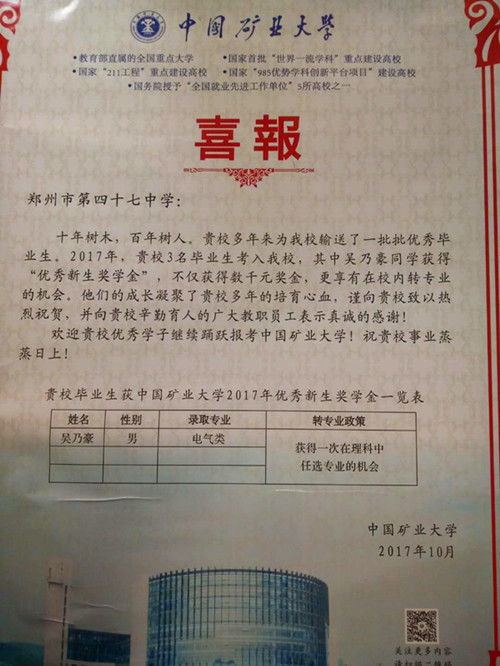 中国矿业大学
•教育部直属的全国重点大学 •国家首批“世界一流学科”重点建设高校
•国家“211工程”重点建设高校 •国家“985优势学科创新平台项目”建设高校
•国务院授予“全国就业先进工作单位”5所高校之一
喜報
郑州市第四十七中学：
十年树木，百年树人。贵校多年来为我校输送了一批批优秀毕
业生。2017年，贵校3名毕业生考入我校，其中吴乃豪同学获得
“优秀新生奖学金”，不仅获得数千元奖金，更享有在校内转专业
的机会。他们的成长凝聚了贵校多年的培育心血，谨向贵校致以热
烈祝贺，并向贵校辛勤育人的广大教职员工表示真诚的感谢！
欢迎贵校优秀学子继续踊跃报考中国矿业大学！祝贵校事业蒸
蒸日上！
贵校毕业生获中国矿业大学2017年优秀新生奖学金一览表
姓名 性别 录取专业 转专业政策
吴乃豪 男 电气类 获得一次在理科中
任选专业的机会
中国矿业大学
2017年10月
关注更多内容